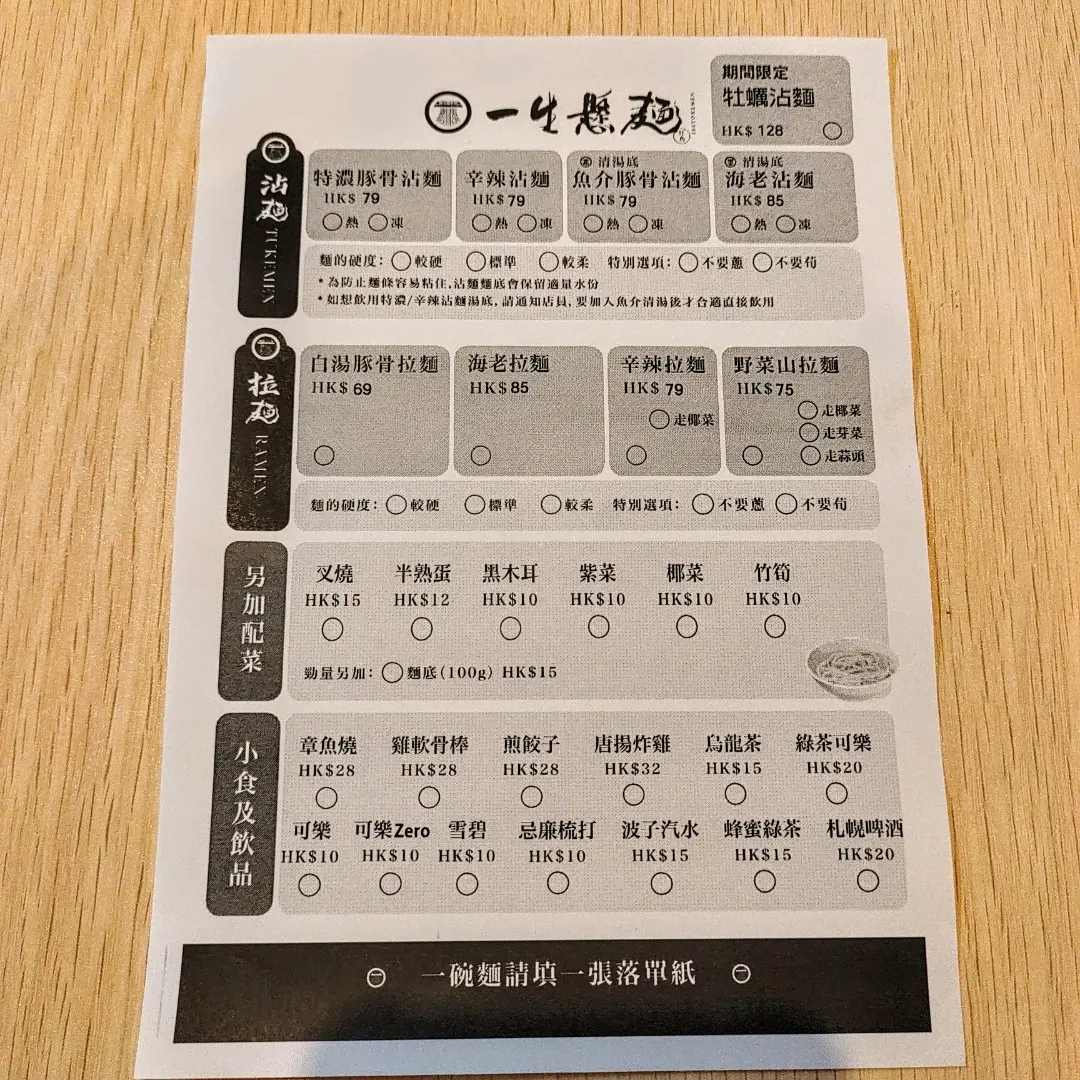 期間限定
牡蠣沾麵
HK$ 128
一生懸麵
沾麵 TUKEMEN
特濃豚骨沾麵 辛辣沾麵 清湯底 魚介豚骨沾麵 清湯底 海老沾麵
HK$ 79 HK$ 79 HK$ 79 HK$ 85
熱 凍 熱 凍 熱 凍 熱 凍
麵的硬度: 較硬 標準 較柔 特別選項: 不要蔥 不要荀
*為防止麵條容易粘住,沾麵麵底會保留適量水份
*如想飲用特濃/辛辣沾麵湯底, 請通知店員, 要加入魚介清湯後才合適直接飲用
拉麵 RAMEN
白湯豚骨拉麵 海老拉麵 辛辣拉麵 野菜山拉麵
HK$ 69 HK$ 85 HK$ 79 HK$ 75
走椰菜 走椰菜
走芽菜
走蒜頭
麵的硬度: 較硬 標準 較柔 特別選項: 不要蔥 不要荀
另加配菜
叉燒 半熟蛋 黑木耳 紫菜 椰菜 竹筍
HK$15 HK$12 HK$10 HK$10 HK$10 HK$10
勁量另加: 麵底(100g) HK$15
小食及飲品
章魚燒 雞軟骨棒 煎餃子 唐揚炸雞 烏龍茶 綠茶可樂
HK$28 HK$28 HK$28 HK$32 HK$15 HK$20
可樂 可樂Zero 雪碧 忌廉梳打 波子汽水 蜂蜜綠茶 札幌啤酒
HK$10 HK$10 HK$10 HK$10 HK$15 HK$15 HK$20
一碗麵請填一張落單紙